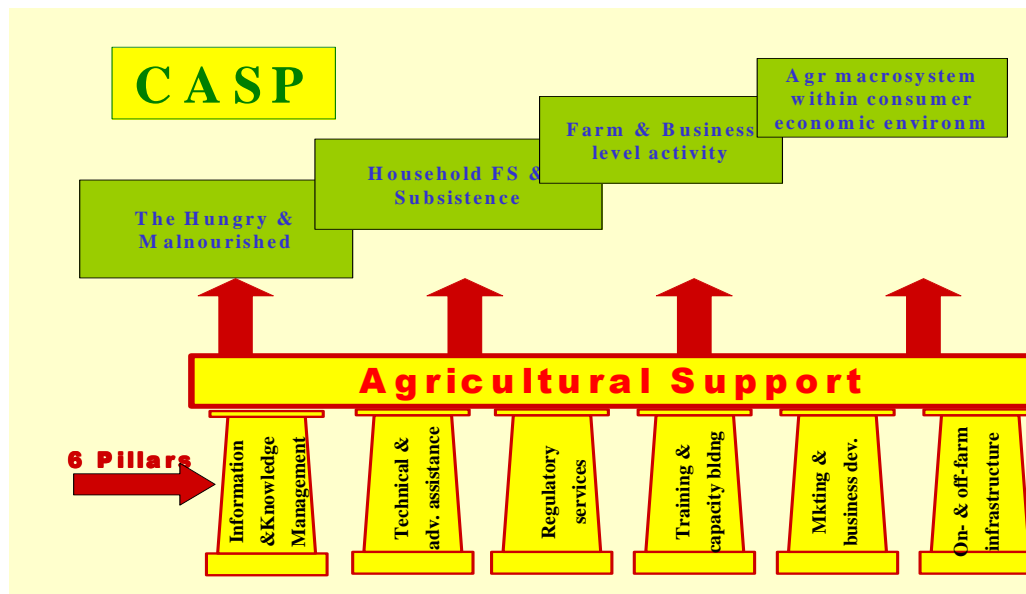 CASP
Agr macrosystem
within consumer
economic environm
Farm & Business
level activity
Household FS &
Subsistence
The Hungry &
Malnourished
Agricultural Support
6 Pillars
Information
&Knowledge
Management
Technical &
adv. assistance
Regulatory
services
Training &
capacity bldng
Mkting &
business dev.
On- & off-farm
infrastructure